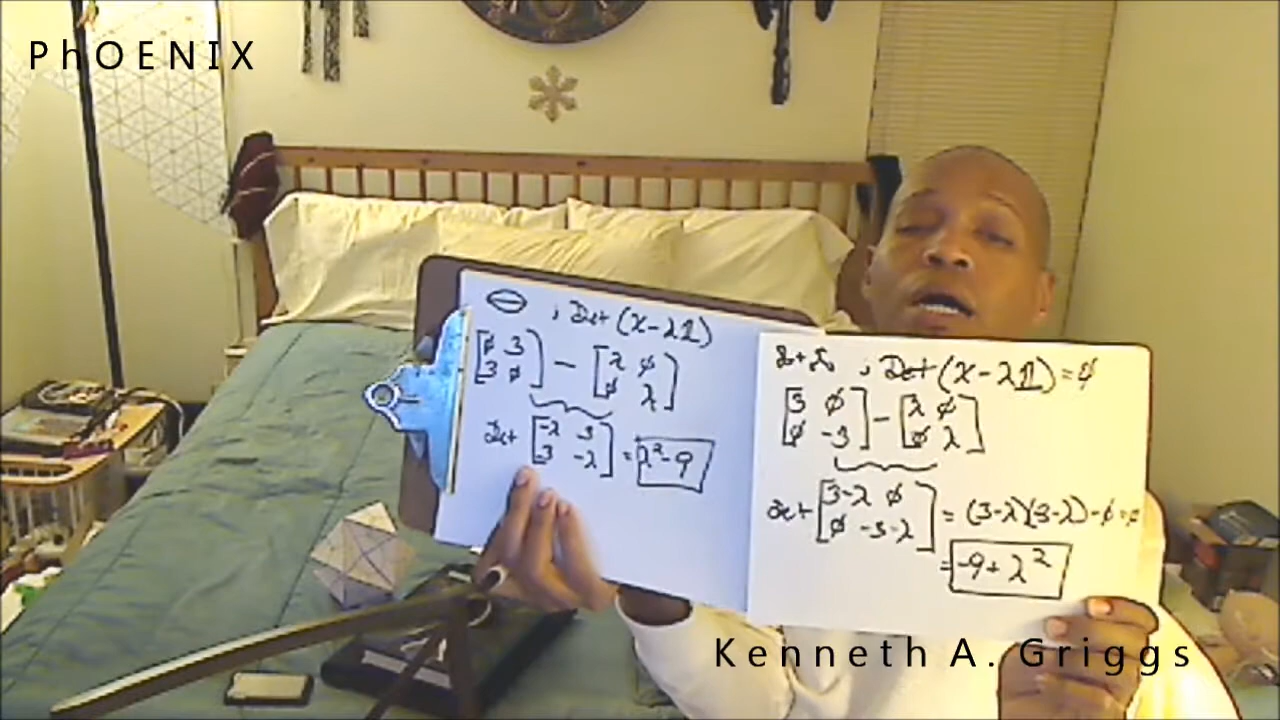 PhOENIX
; Det (x-λ𝟙)
[φ 3] - [λ φ]
[3 φ] [φ λ]
Det [-λ 3] = λ²-9
[3 -λ]
; Det (x-λ𝟙)=φ
[3 φ] - [λ φ]
[φ -3] [φ λ]
Det [3-λ φ] = (3-λ)(3-λ)-φ=
[φ -3-λ]
= -9+λ²
Kenneth A. Griggs